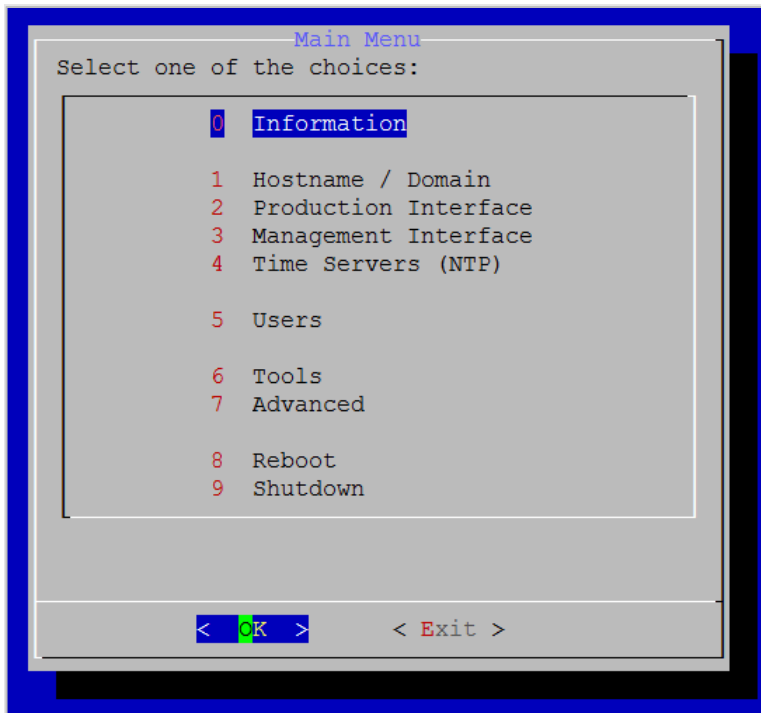 Main Menu
Select one of the choices:
0 Information
1 Hostname / Domain
2 Production Interface
3 Management Interface
4 Time Servers (NTP)
5 Users
6 Tools
7 Advanced
8 Reboot
9 Shutdown
< OK > < Exit >